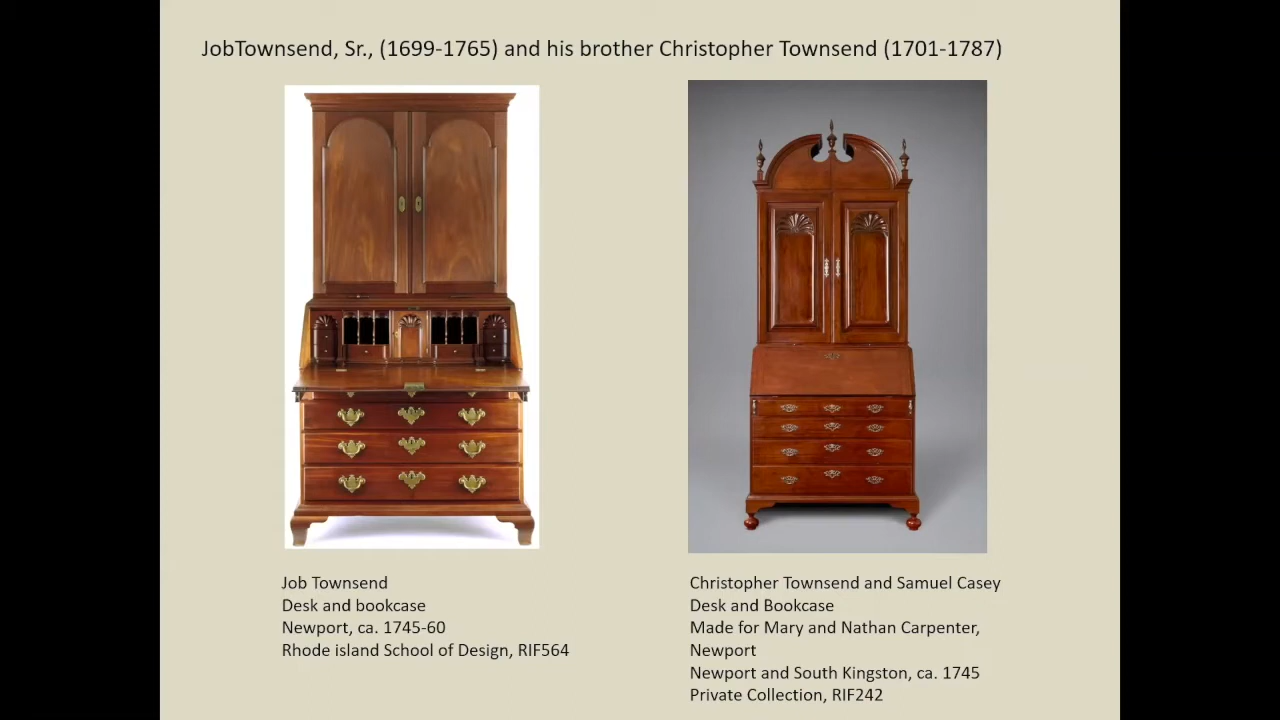 JobTownsend, Sr., (1699-1765) and his brother Christopher Townsend (1701-1787)
Job Townsend
Desk and bookcase
Newport, ca. 1745-60
Rhode island School of Design, RIF564
Christopher Townsend and Samuel Casey
Desk and Bookcase
Made for Mary and Nathan Carpenter,
Newport
Newport and South Kingston, ca. 1745
Private Collection, RIF242